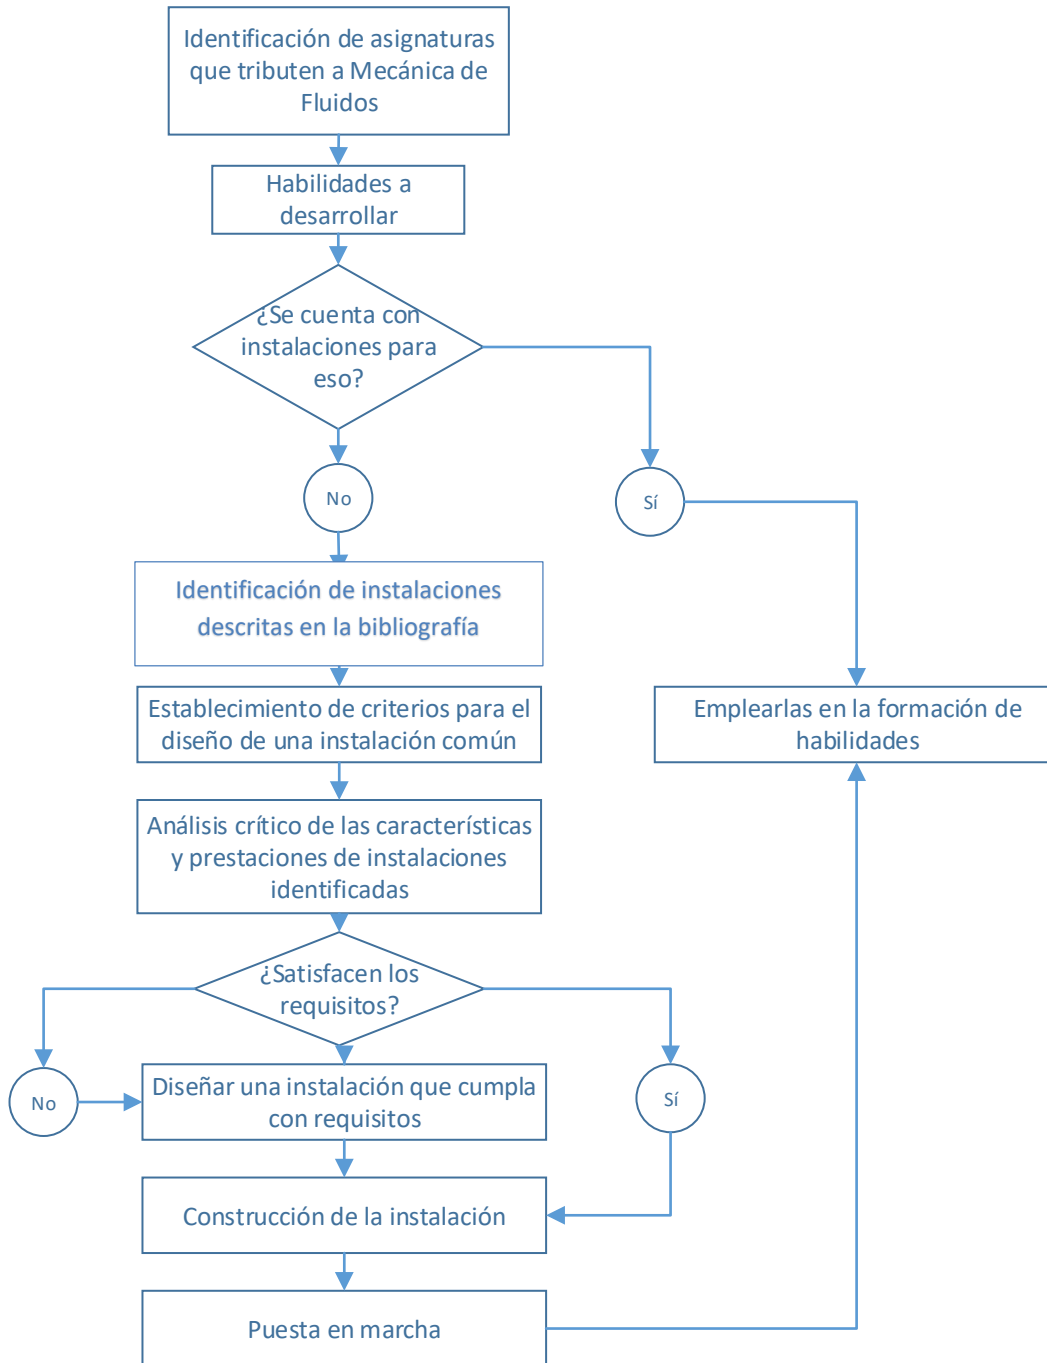 Identificación de asignaturas
que tributen a Mecánica de
Fluidos
Habilidades a
desarrollar
¿Se cuenta con
instalaciones para
eso?
No
Sí
Identificación de instalaciones
descritas en la bibliografía
Establecimiento de criterios para el
diseño de una instalación común
Emplearlas en la formación de
habilidades
Análisis crítico de las características
y prestaciones de instalaciones
identificadas
¿Satisfacen los
requisitos?
No
Diseñar una instalación que cumpla
con requisitos
Sí
Construcción de la instalación
Puesta en marcha